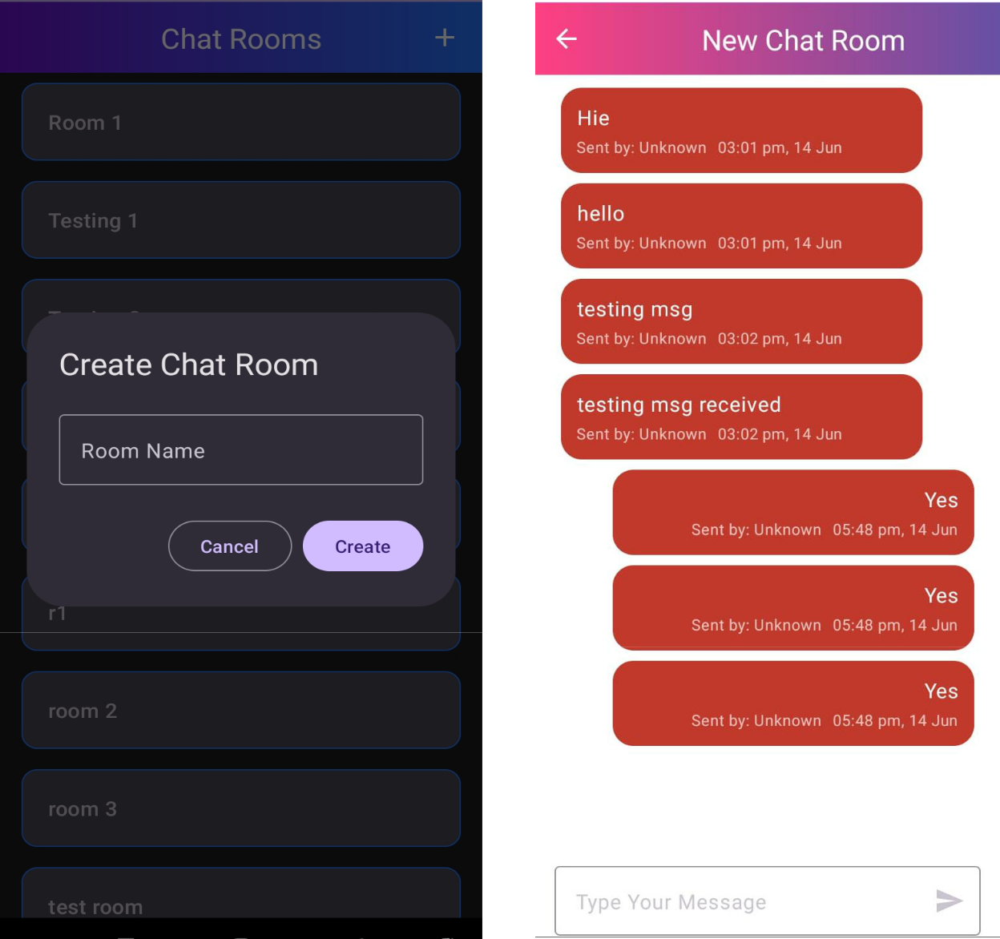 Chat Rooms +
Room 1
Testing 1
Create Chat Room
Room Name
Cancel Create
r1
room 2
room 3
test room
New Chat Room
Hie
Sent by: Unknown 03:01 pm, 14 Jun
hello
Sent by: Unknown 03:01 pm, 14 Jun
testing msg
Sent by: Unknown 03:02 pm, 14 Jun
testing msg received
Sent by: Unknown 03:02 pm, 14 Jun
Yes
Sent by: Unknown 05:48 pm, 14 Jun
Yes
Sent by: Unknown 05:48 pm, 14 Jun
Yes
Sent by: Unknown 05:48 pm, 14 Jun
Type Your Message